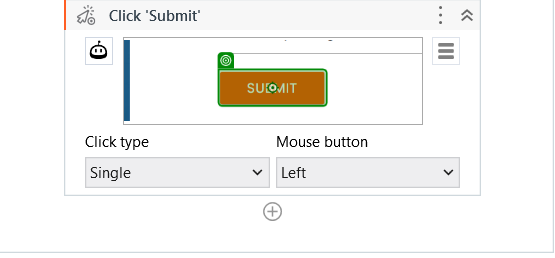 Click 'Submit'
SUBMIT
Click type
Mouse button
Single
Left